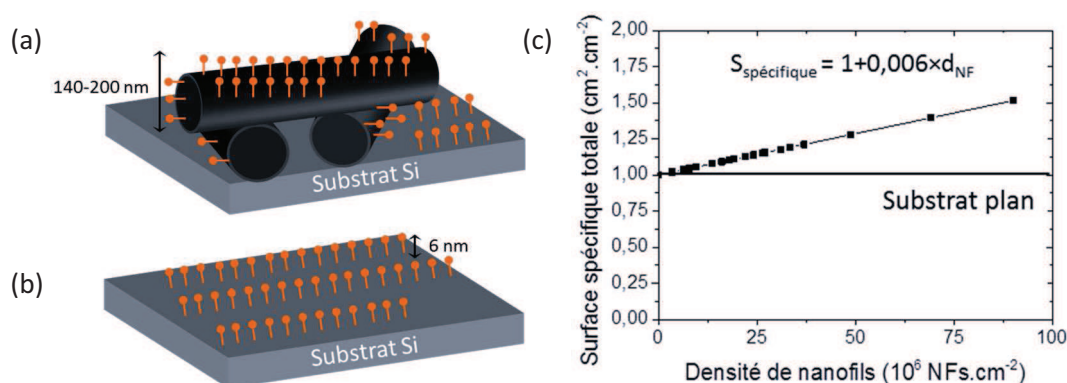 (a)
140-200 nm
Substrat Si
(b)
6 nm
Substrat Si
(c)
Surface spécifique totale (cm².cm⁻²)
2,00
1,75
1,50
1,25
1,00
0,75
0,50
0,25
0,00
S_spécifique = 1+0,006×d_NF
Substrat plan
0 25 50 75 100
Densité de nanofils (10⁶ NFs.cm⁻²)